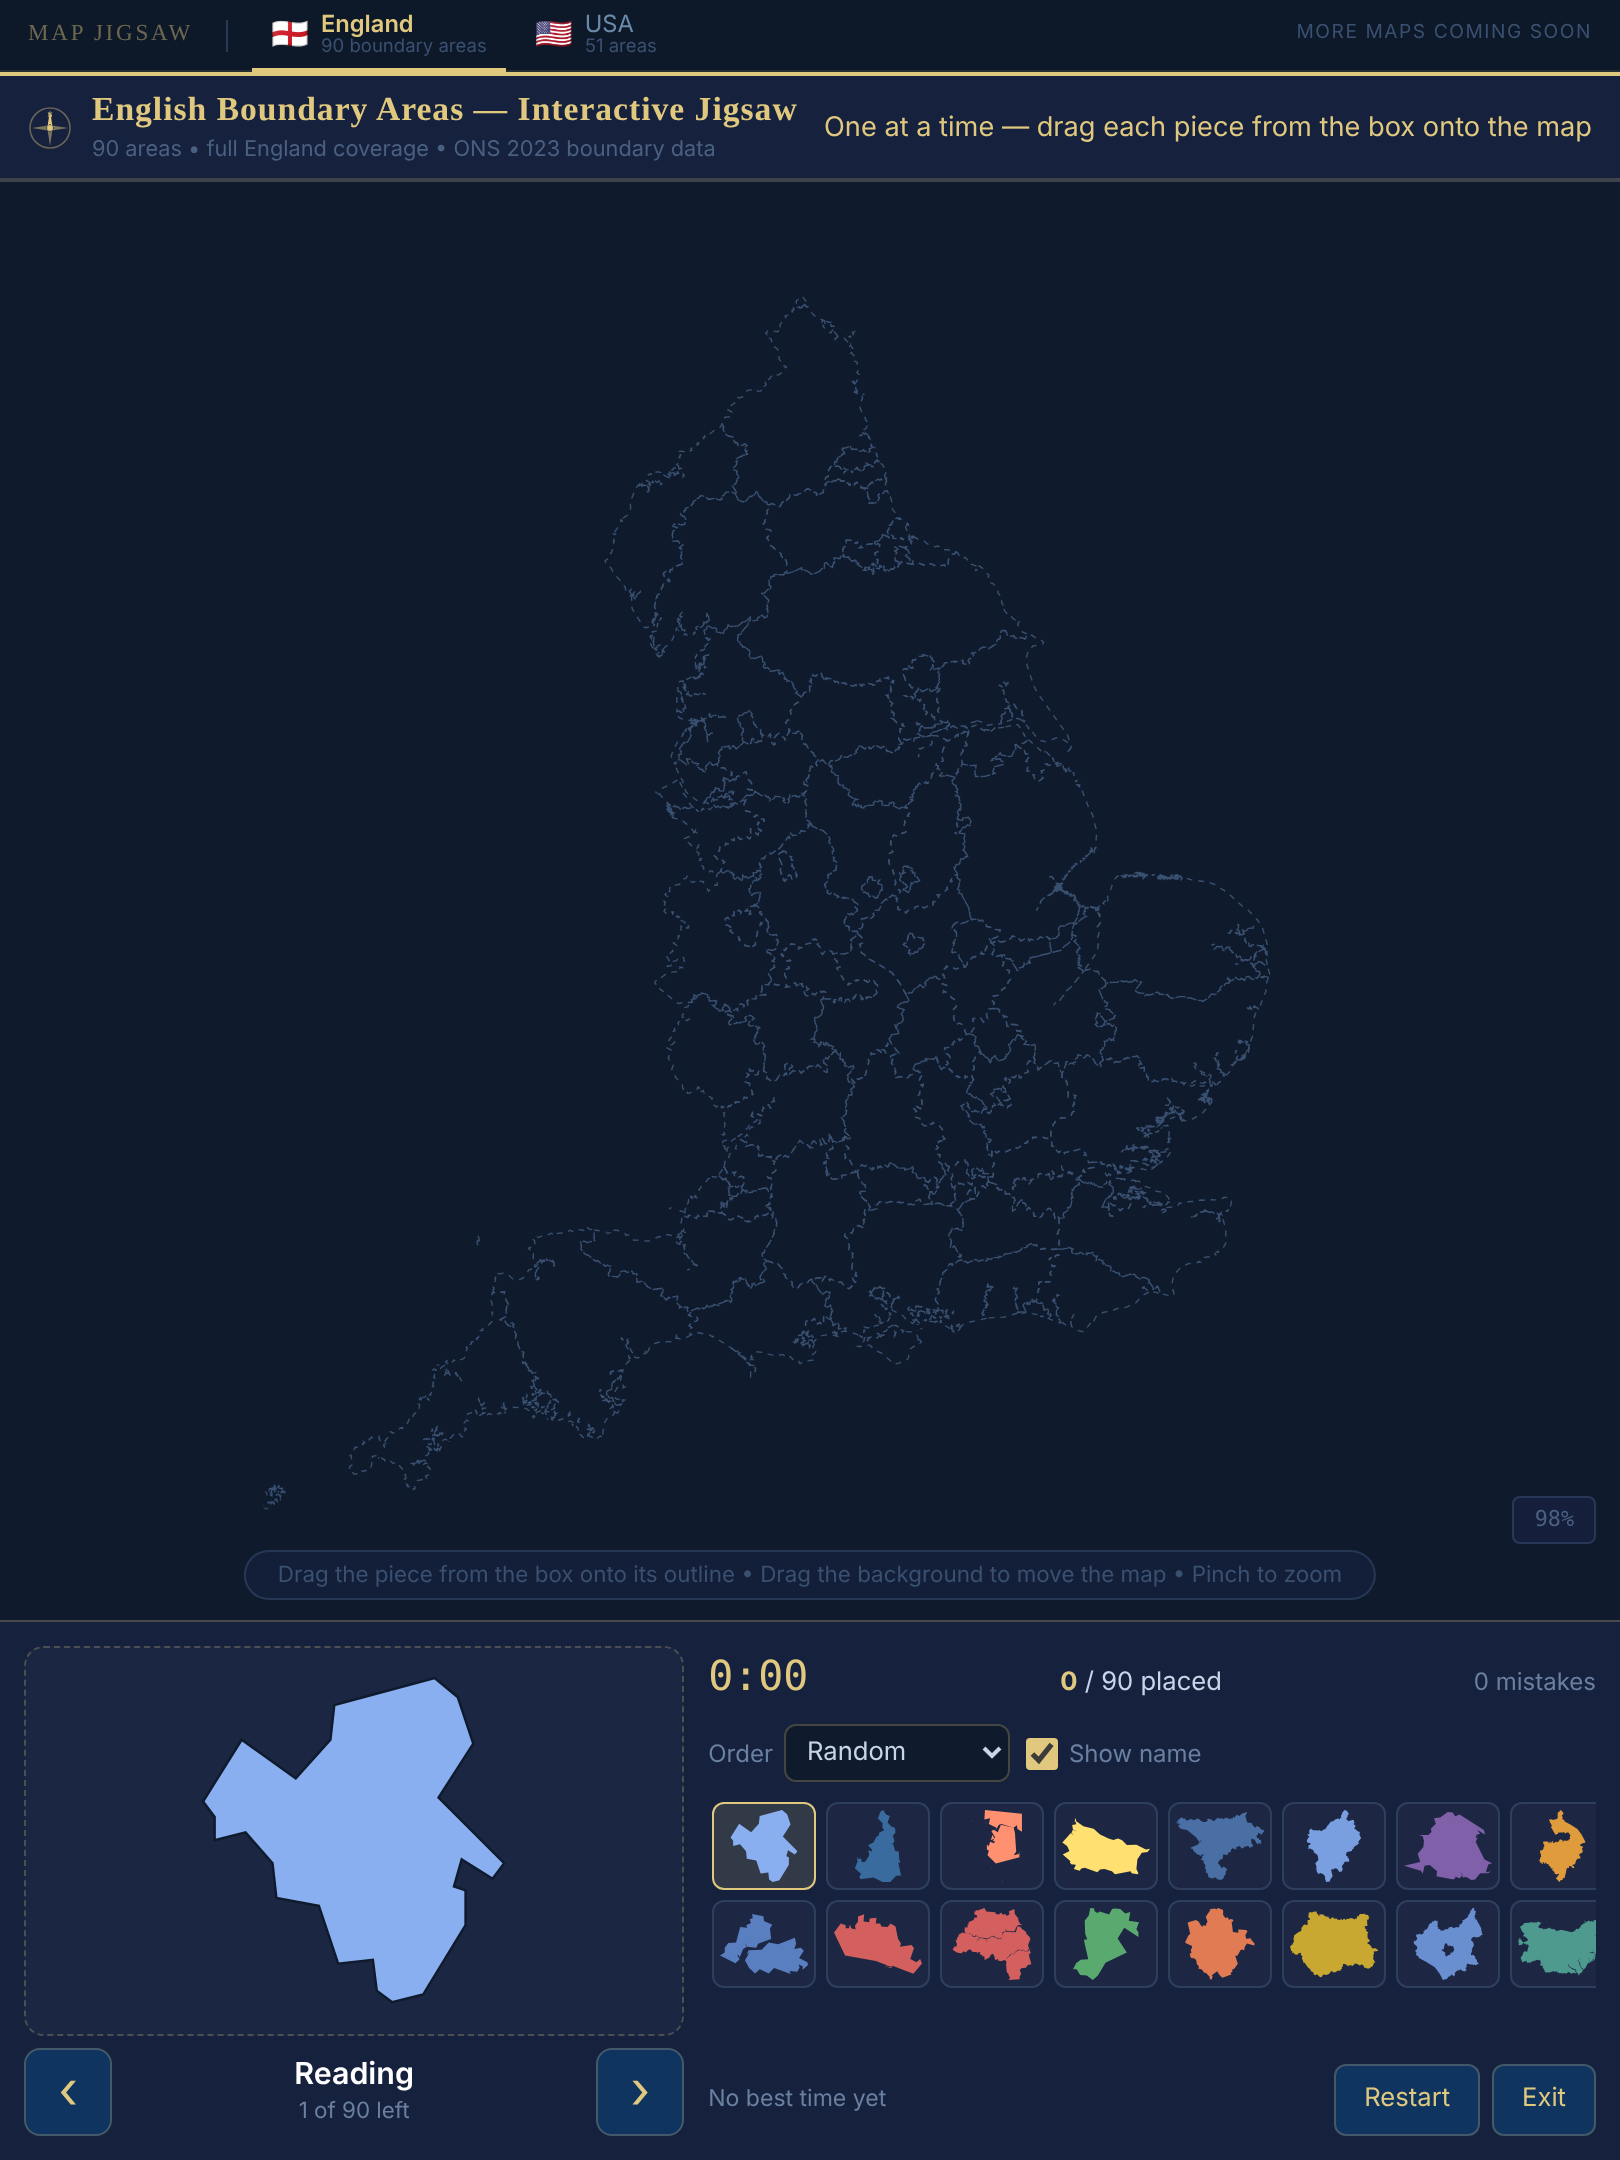 MAP JIGSAW
England
90 boundary areas
USA
51 areas
MORE MAPS COMING SOON
English Boundary Areas — Interactive Jigsaw
90 areas • full England coverage • ONS 2023 boundary data
One at a time — drag each piece from the box onto the map
98%
Drag the piece from the box onto its outline • Drag the background to move the map • Pinch to zoom
0:00
0 / 90 placed
0 mistakes
Order
Random
Show name
‹
Reading
1 of 90 left
›
No best time yet
Restart
Exit